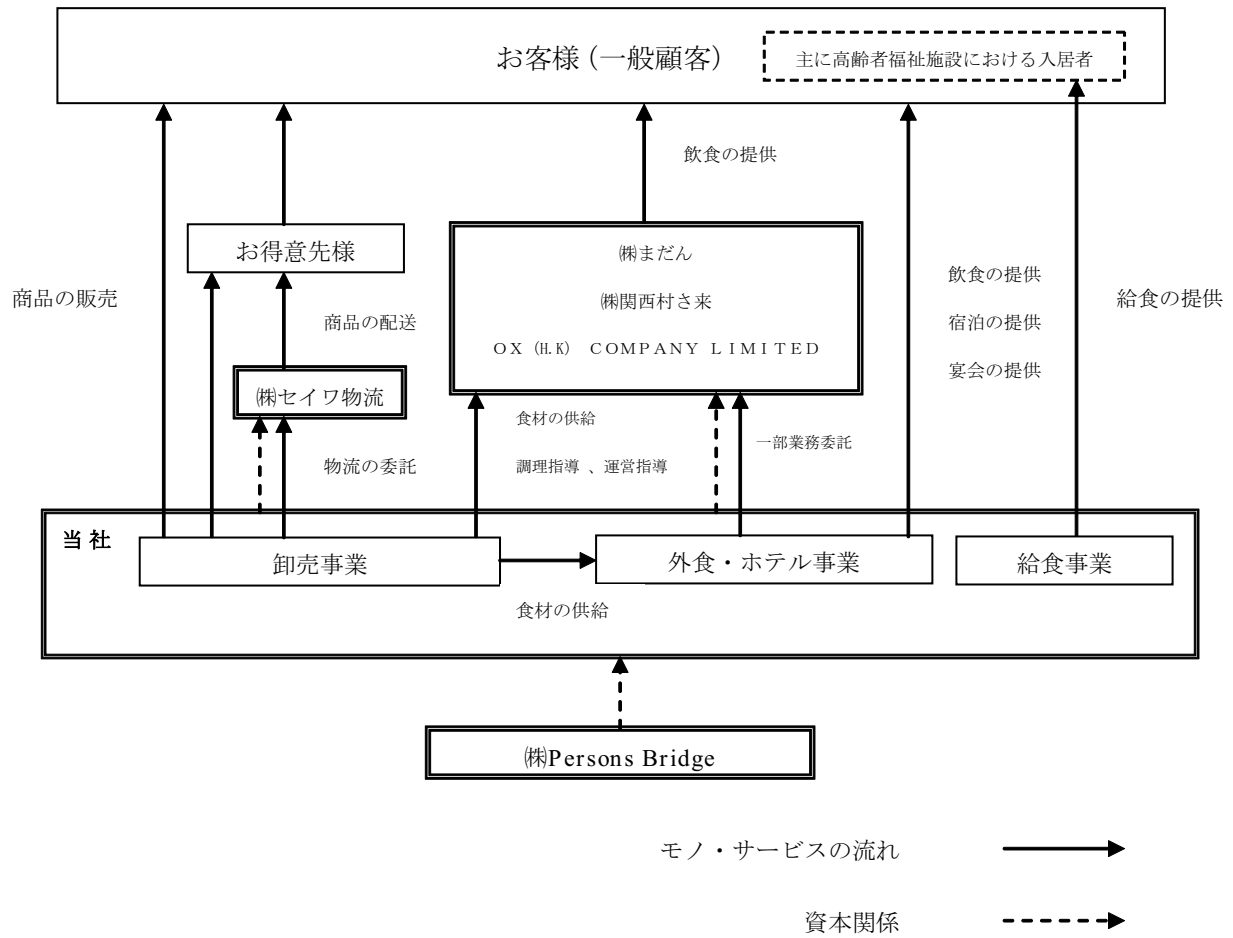 お客様 (一般顧客)
主に高齢者福祉施設における入居者
飲食の提供
お得意先様
㈱まだん
㈱関西村さ来
OX (H.K) COMPANY LIMITED
商品の販売
商品の配送
飲食の提供
宿泊の提供
宴会の提供
給食の提供
㈱セイワ物流
物流の委託
食材の供給
調理指導 、運営指導
一部業務委託
当社
卸売事業
外食・ホテル事業
給食事業
食材の供給
㈱Persons Bridge
モノ・サービスの流れ
資本関係